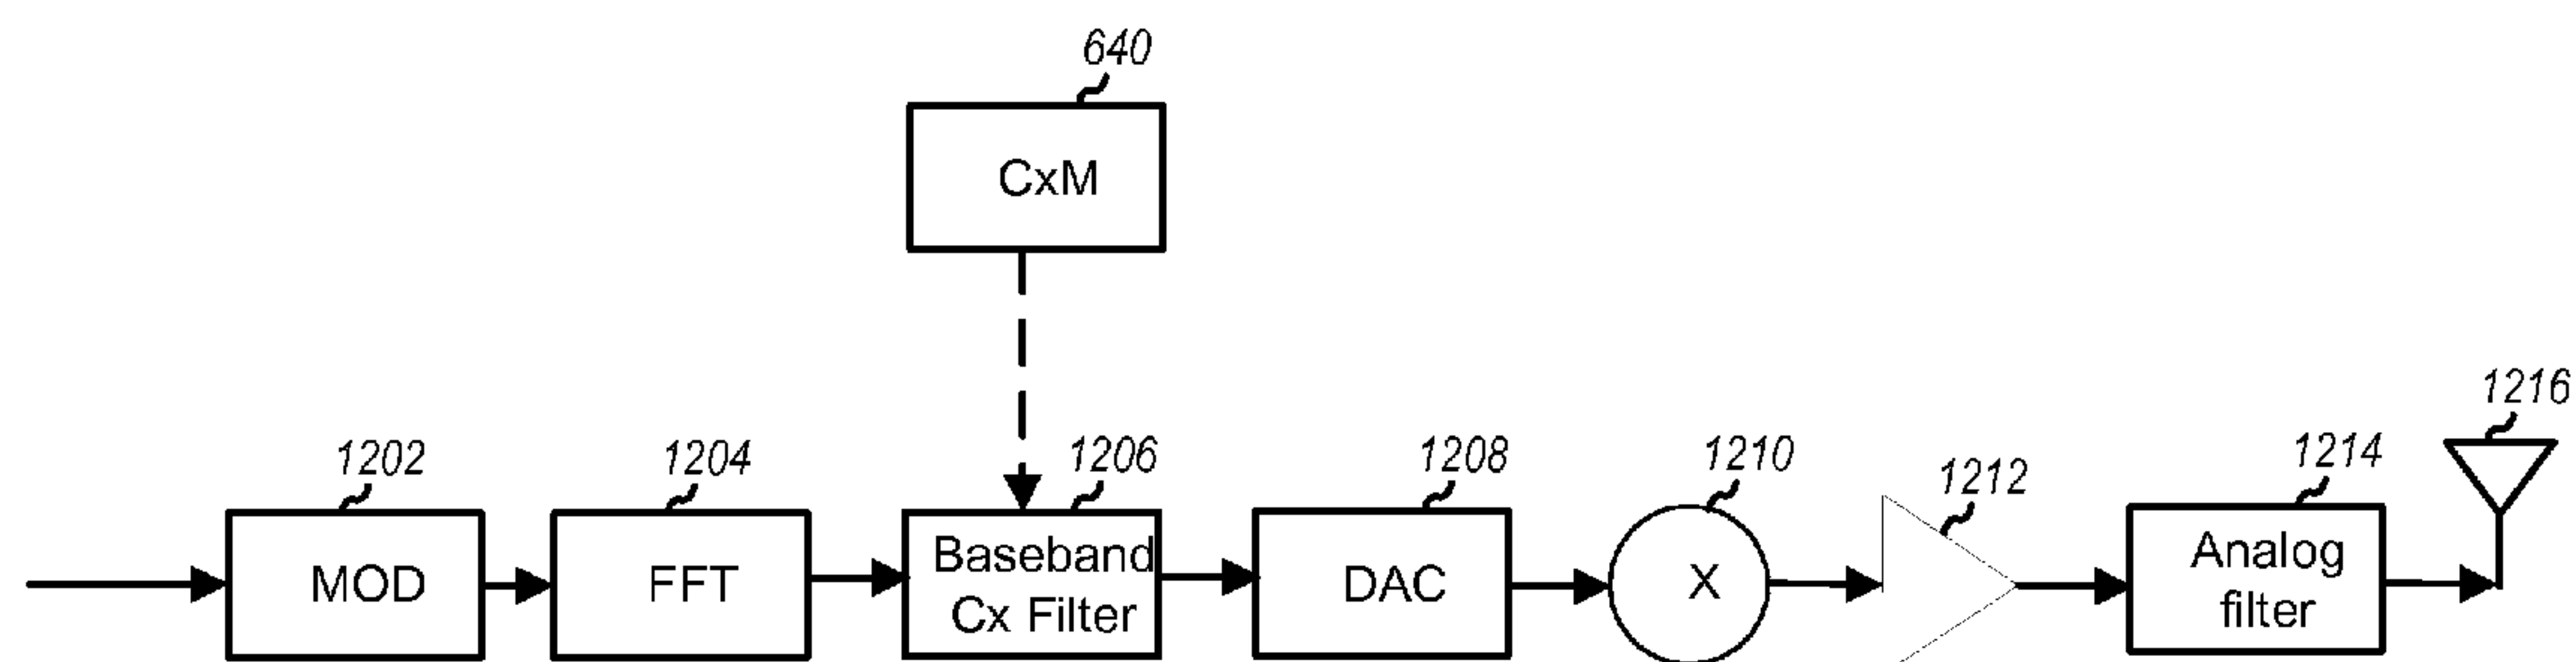 640
CxM
1202
1204
1206
1208
1210
1212
1214
1216
MOD
FFT
Baseband
Cx Filter
DAC
X
Analog
filter